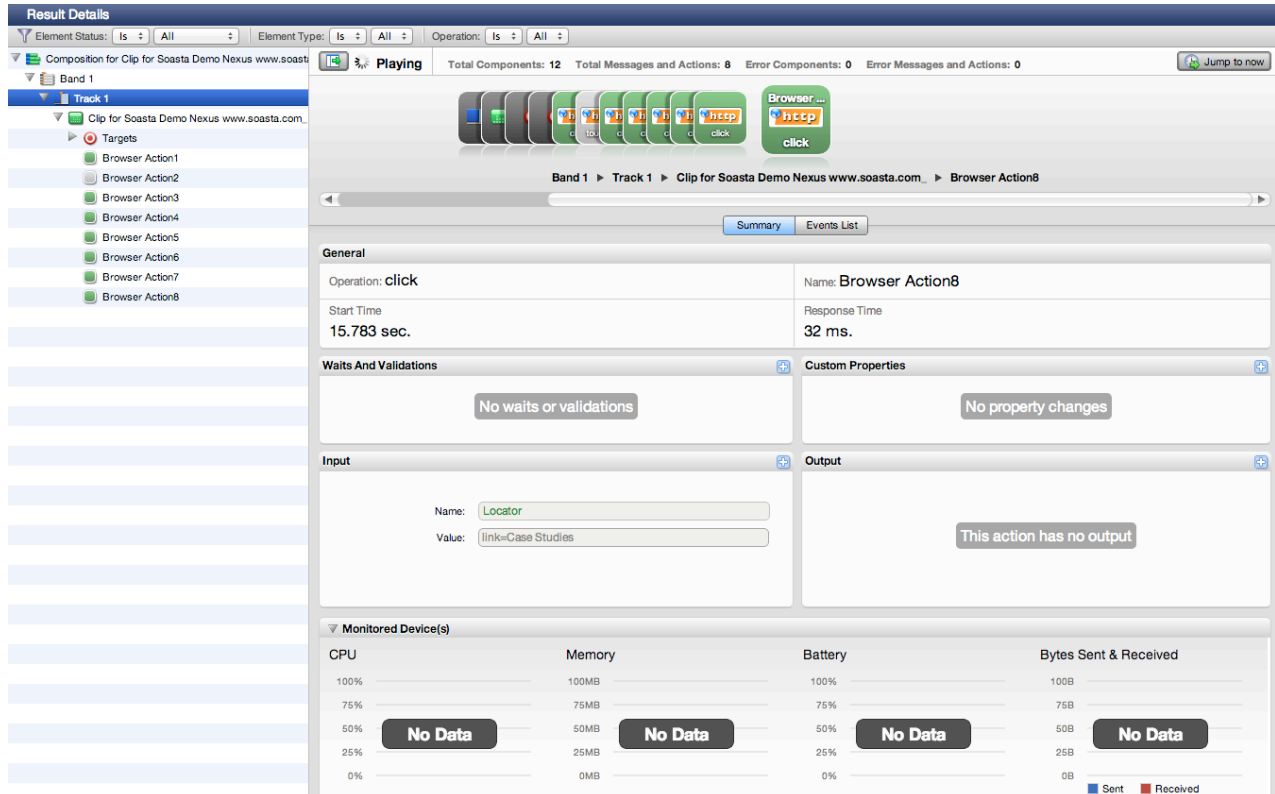 Result Details
Element Status: Is All Element Type: Is All Operation: Is All
Composition for Clip for Soasta Demo Nexus www.soasta
Band 1
Track 1
Clip for Soasta Demo Nexus www.soasta.com_
Targets
Browser Action1
Browser Action2
Browser Action3
Browser Action4
Browser Action5
Browser Action6
Browser Action7
Browser Action8
Playing Total Components: 12 Total Messages and Actions: 8 Error Components: 0 Error Messages and Actions: 0 Jump to now
http
click
Browser ...
http
click
Band 1 Track 1 Clip for Soasta Demo Nexus www.soasta.com_ Browser Action8
Summary Events List
General
Operation: click Name: Browser Action8
Start Time Response Time
15.783 sec. 32 ms.
Waits And Validations Custom Properties
No waits or validations No property changes
Input Output
Name: Locator
Value: link=Case Studies
This action has no output
Monitored Device(s)
CPU Memory Battery Bytes Sent & Received
100% 100MB 100% 100B
75% 75MB 75% 75B
50% No Data 50MB No Data 50% No Data 50B No Data
25% 25MB 25% 25B
0% 0MB 0% 0B
Sent Received